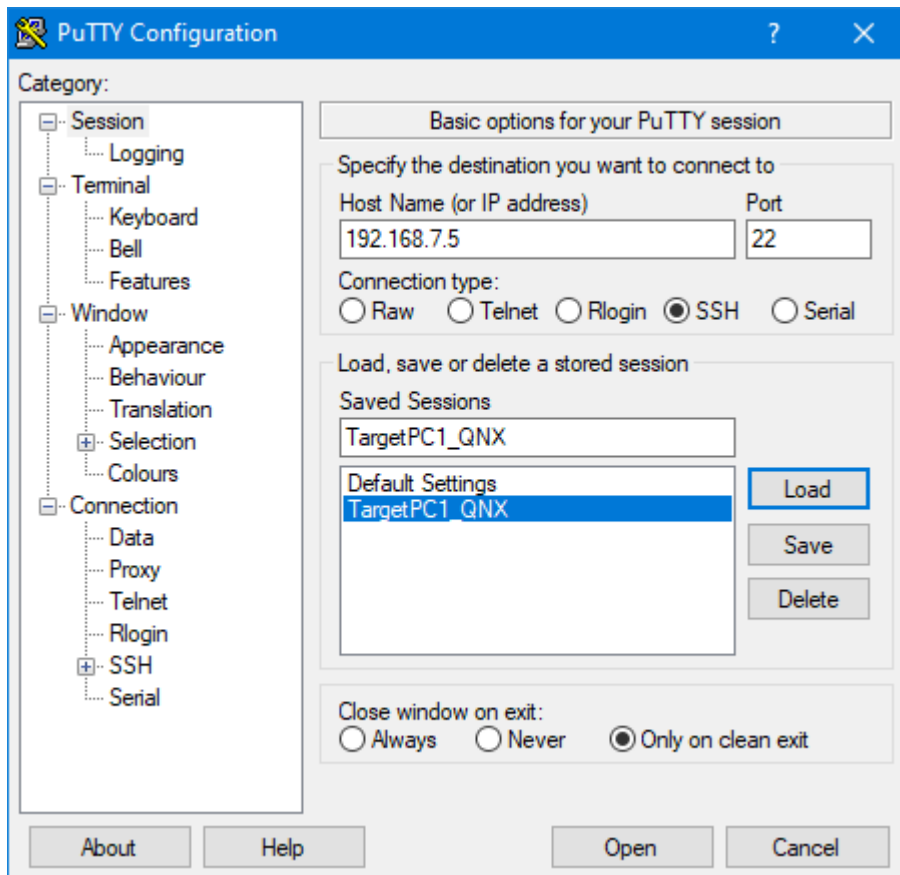 PuTTY Configuration
?
Category:
Session
Logging
Terminal
Keyboard
Bell
Features
Window
Appearance
Behaviour
Translation
Selection
Colours
Connection
Data
Proxy
Telnet
Rlogin
SSH
Serial
Basic options for your PuTTY session
Specify the destination you want to connect to
Host Name (or IP address) Port
192.168.7.5 22
Connection type:
Raw Telnet Rlogin SSH Serial
Load, save or delete a stored session
Saved Sessions
TargetPC1_QNX
Default Settings
TargetPC1_QNX
Load
Save
Delete
Close window on exit:
Always Never Only on clean exit
About Help Open Cancel